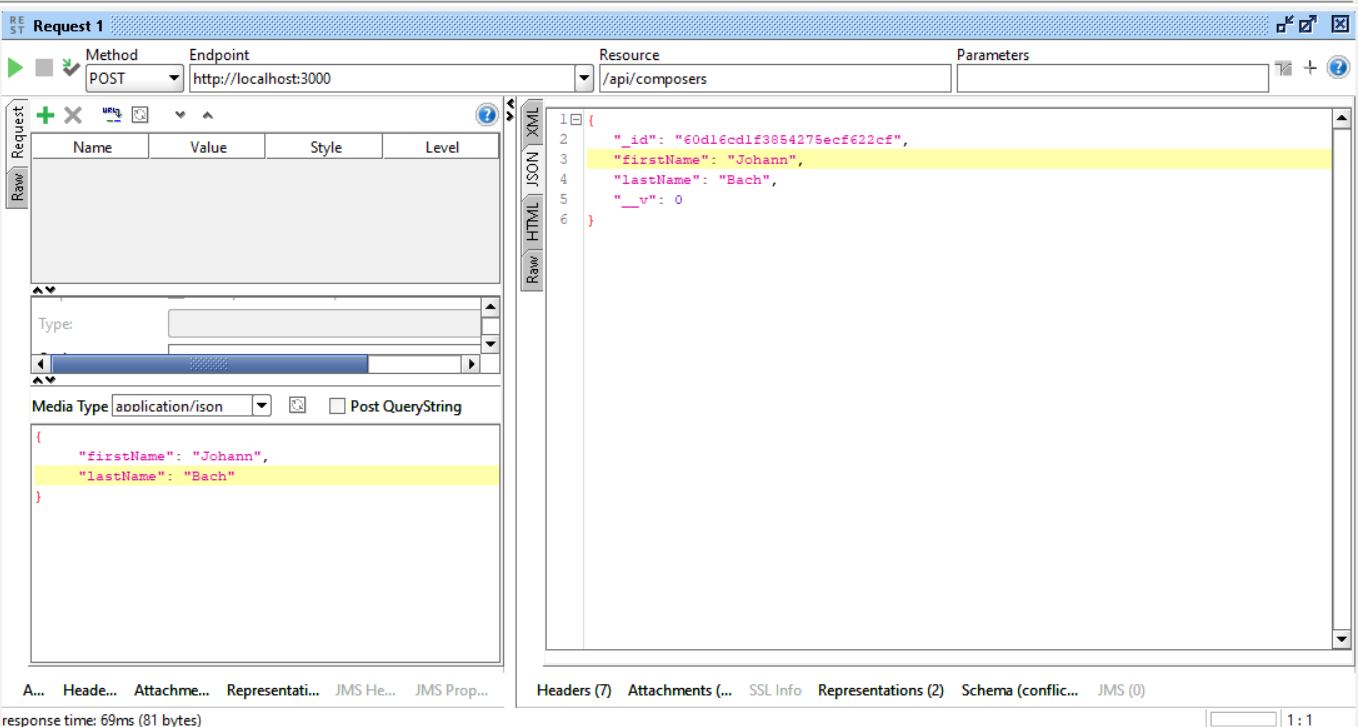 RE
ST
Request 1
Method
Endpoint
Resource
Parameters
POST
http://localhost:3000
/api/composers
Request
Raw
Name Value Style Level
Type:
Media Type application/json
Post QueryString
{
"firstName": "Johann",
"lastName": "Bach"
}
A... Heade... Attachme... Representati... JMS He... JMS Prop...
XML
JSON
HTML
Raw
1 {
2 "_id": "60d16cd1f3854275ecf622cf",
3 "firstName": "Johann",
4 "lastName": "Bach",
5 "__v": 0
6 }
Headers (7) Attachments (... SSL Info Representations (2) Schema (conflic... JMS (0)
response time: 69ms (81 bytes)
1 : 1